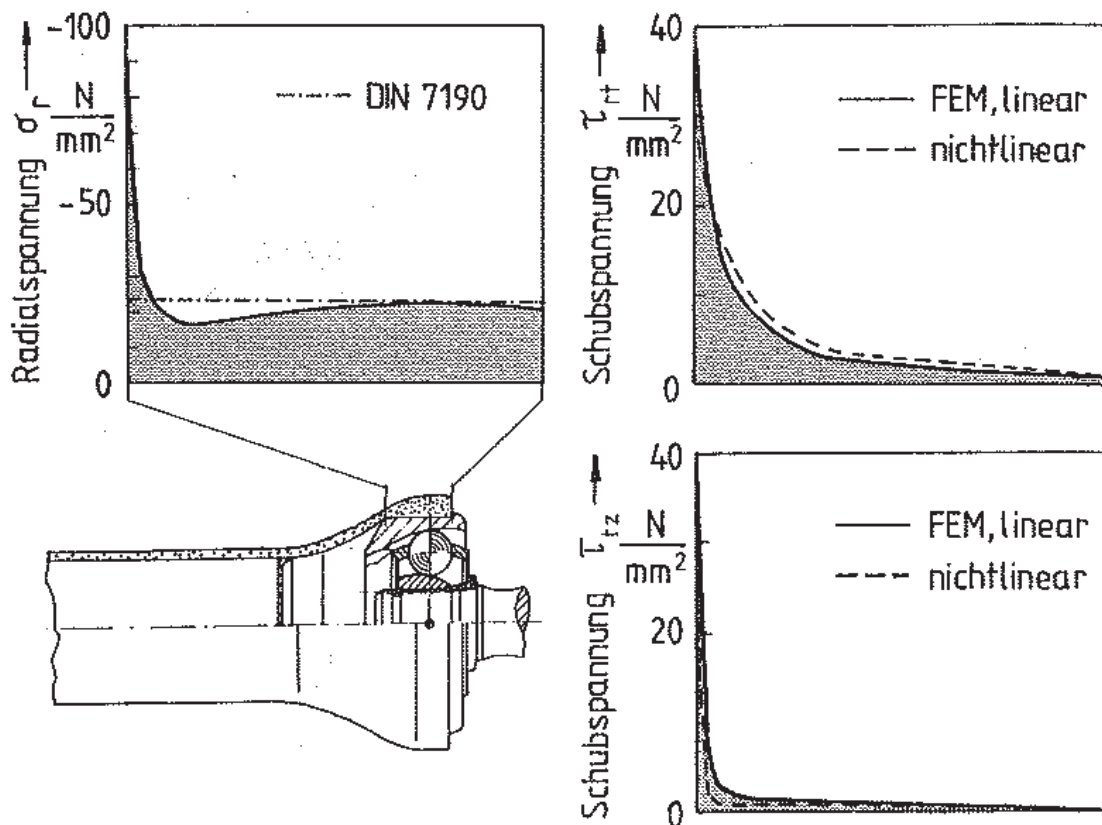 -100
-50
0
Radialspannung σr N/mm²
DIN 7190
40
20
0
Schubspannung τrt N/mm²
FEM, linear
nichtlinear
40
20
0
Schubspannung τrz N/mm²
FEM, linear
nichtlinear